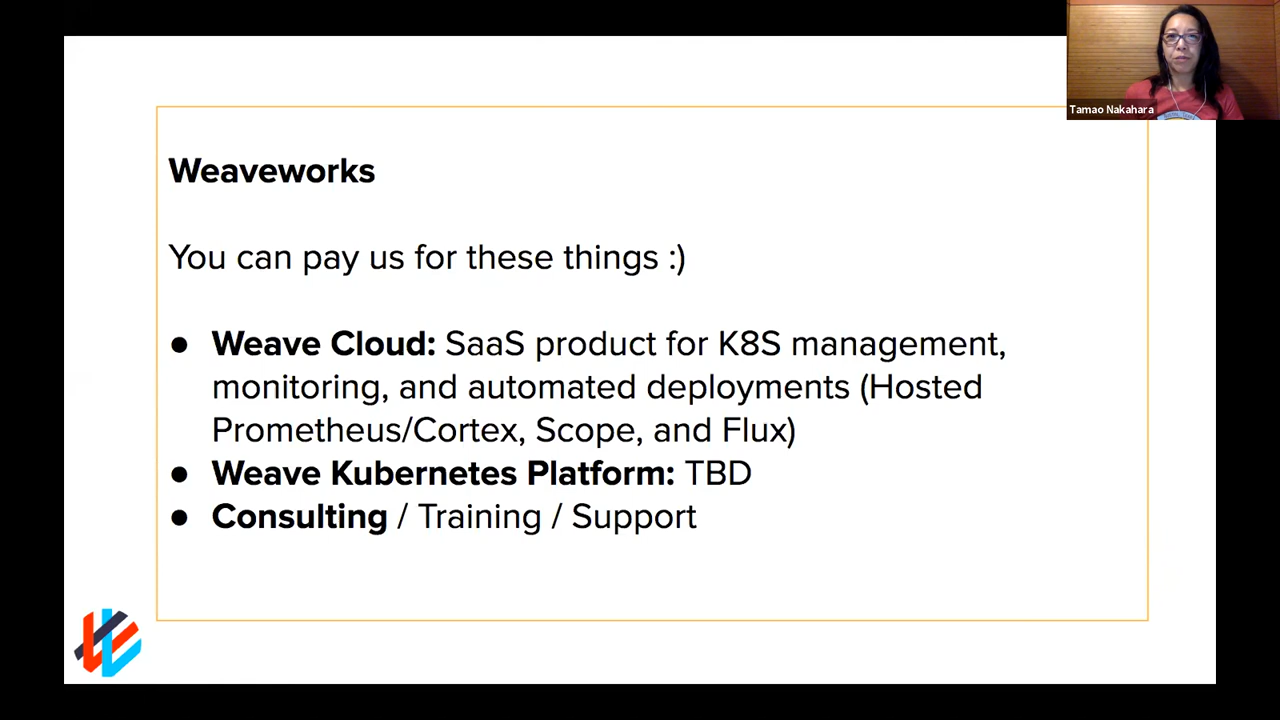 Tamao Nakahara
Weaveworks
You can pay us for these things :)
● Weave Cloud: SaaS product for K8S management,
monitoring, and automated deployments (Hosted
Prometheus/Cortex, Scope, and Flux)
● Weave Kubernetes Platform: TBD
● Consulting / Training / Support